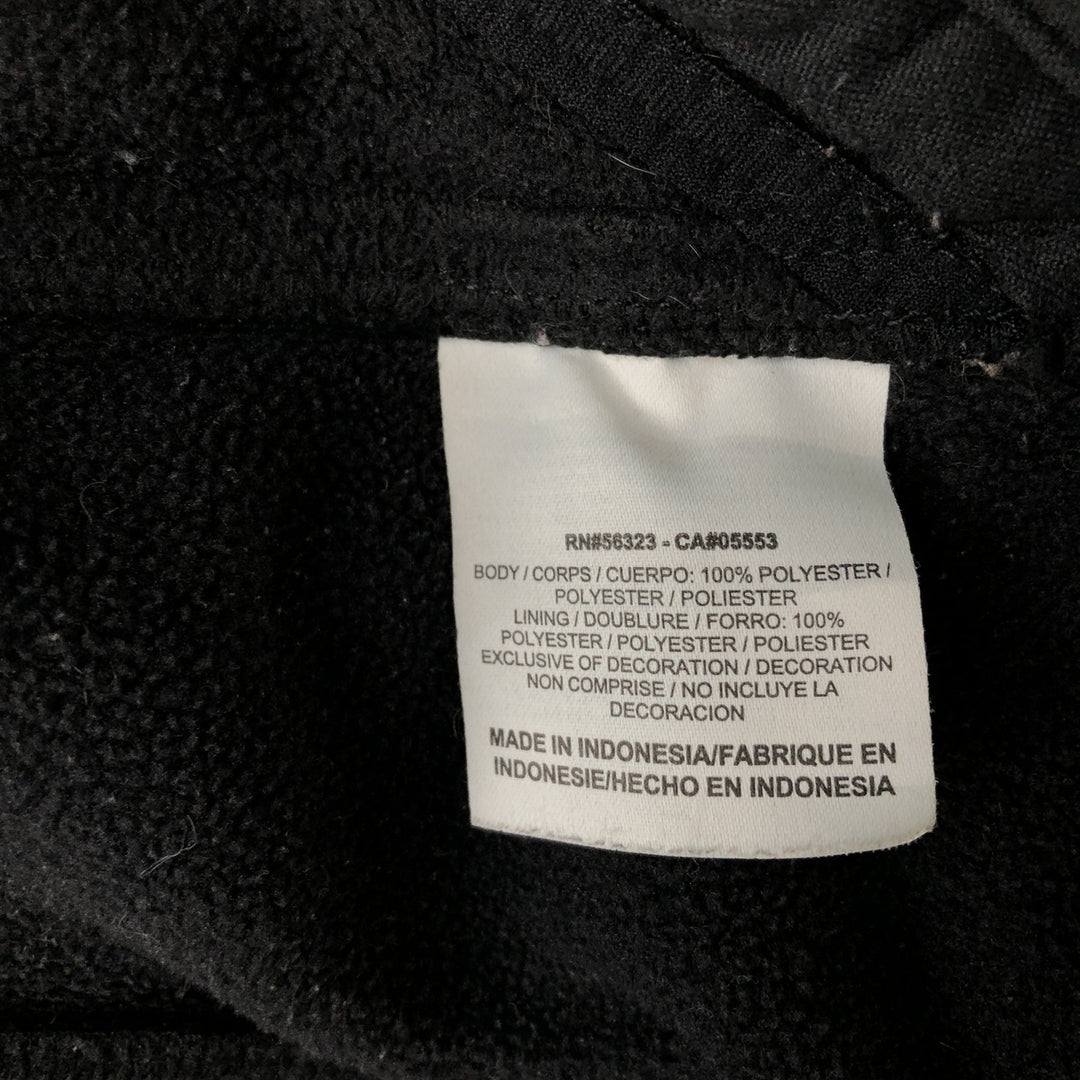 RN#56323 - CA#05553
BODY / CORPS / CUERPO: 100% POLYESTER /
POLYESTER / POLIESTER
LINING / DOUBLURE / FORRO: 100%
POLYESTER / POLYESTER / POLIESTER
EXCLUSIVE OF DECORATION / DECORATION
NON COMPRISE / NO INCLUYE LA
DECORACION
MADE IN INDONESIA/FABRIQUE EN
INDONESIE/HECHO EN INDONESIA